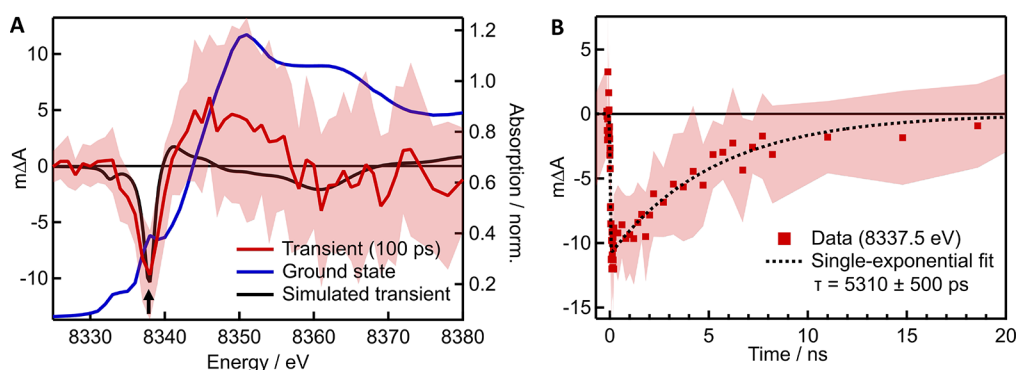 A
10
5
0
-5
-10
mΔA
1.2
1.0
0.8
0.6
0.4
0.2
Absorption / norm.
Transient (100 ps)
Ground state
Simulated transient
8330
8340
8350
8360
8370
8380
Energy / eV
B
5
0
-5
-10
-15
mΔA
Data (8337.5 eV)
Single-exponential fit
τ = 5310 ± 500 ps
0
5
10
15
20
Time / ns